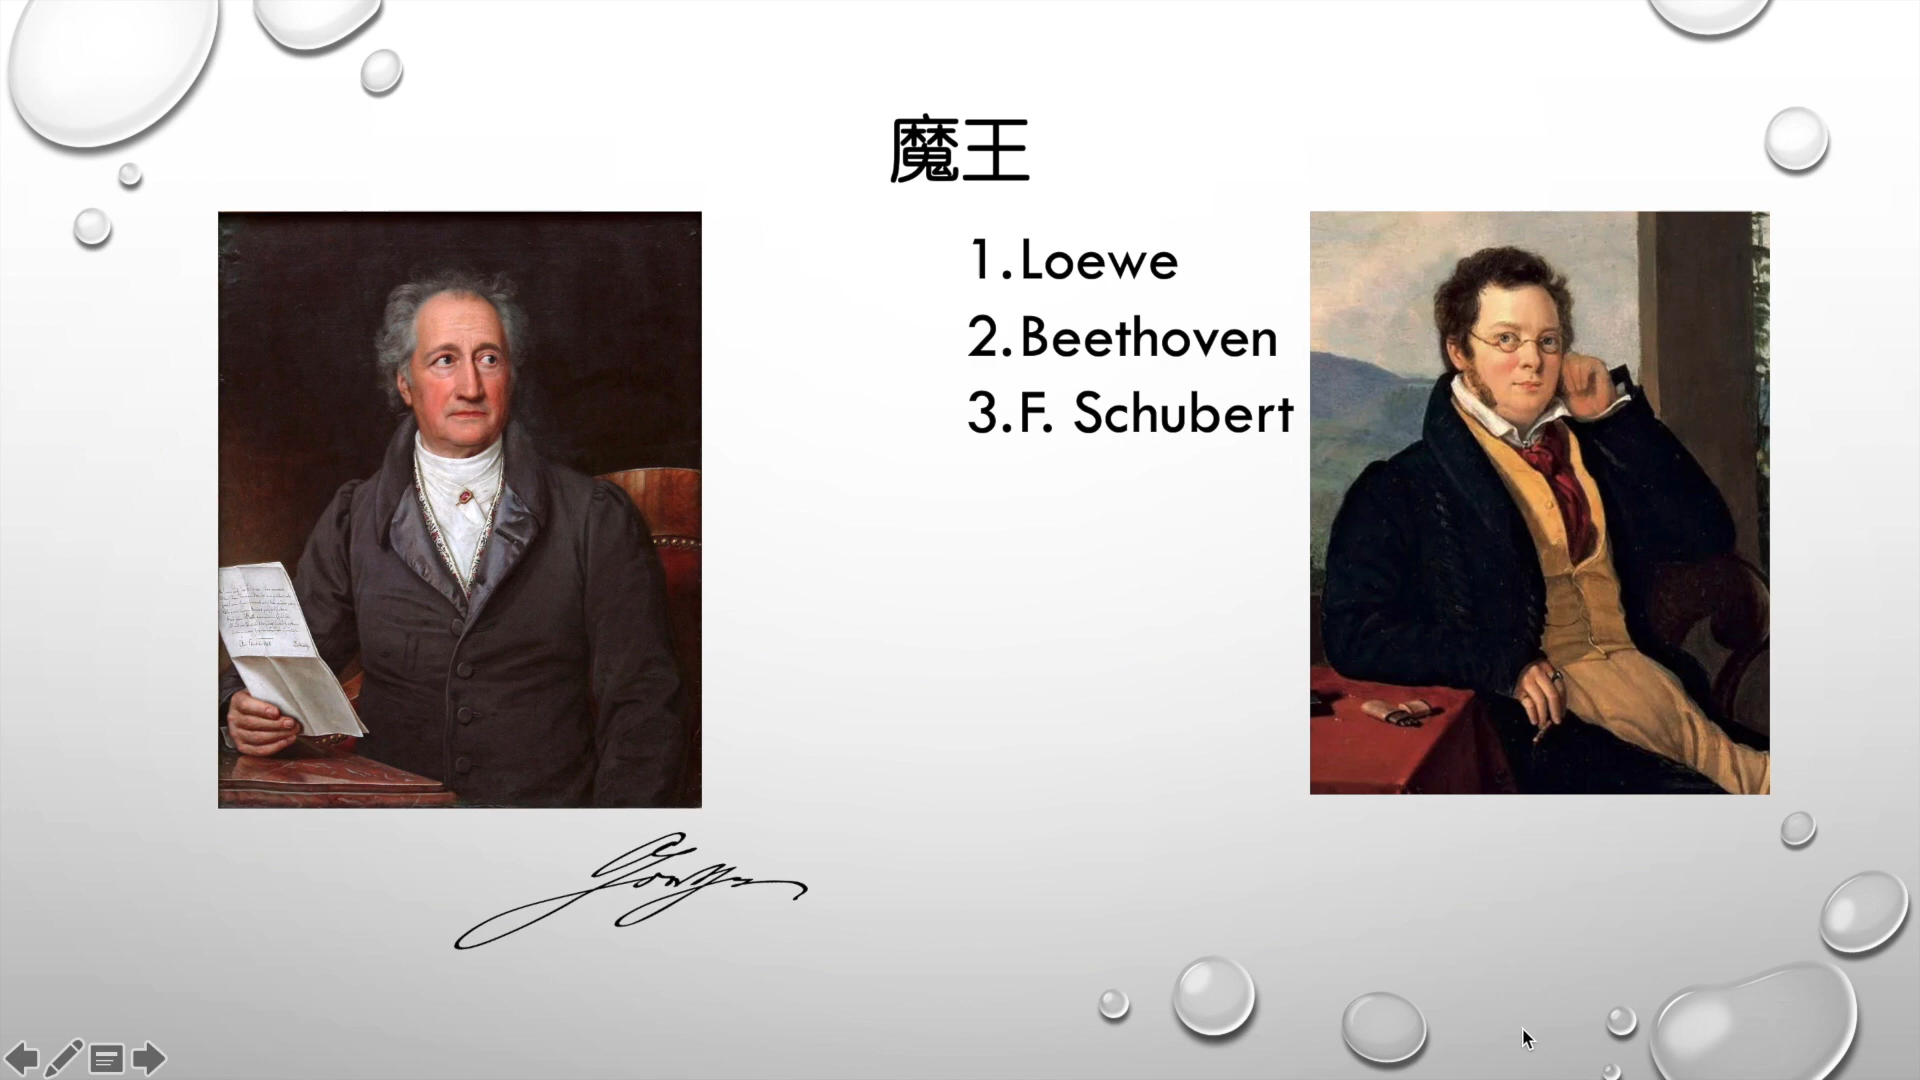 魔王
1. Loewe
2. Beethoven
3. F. Schubert